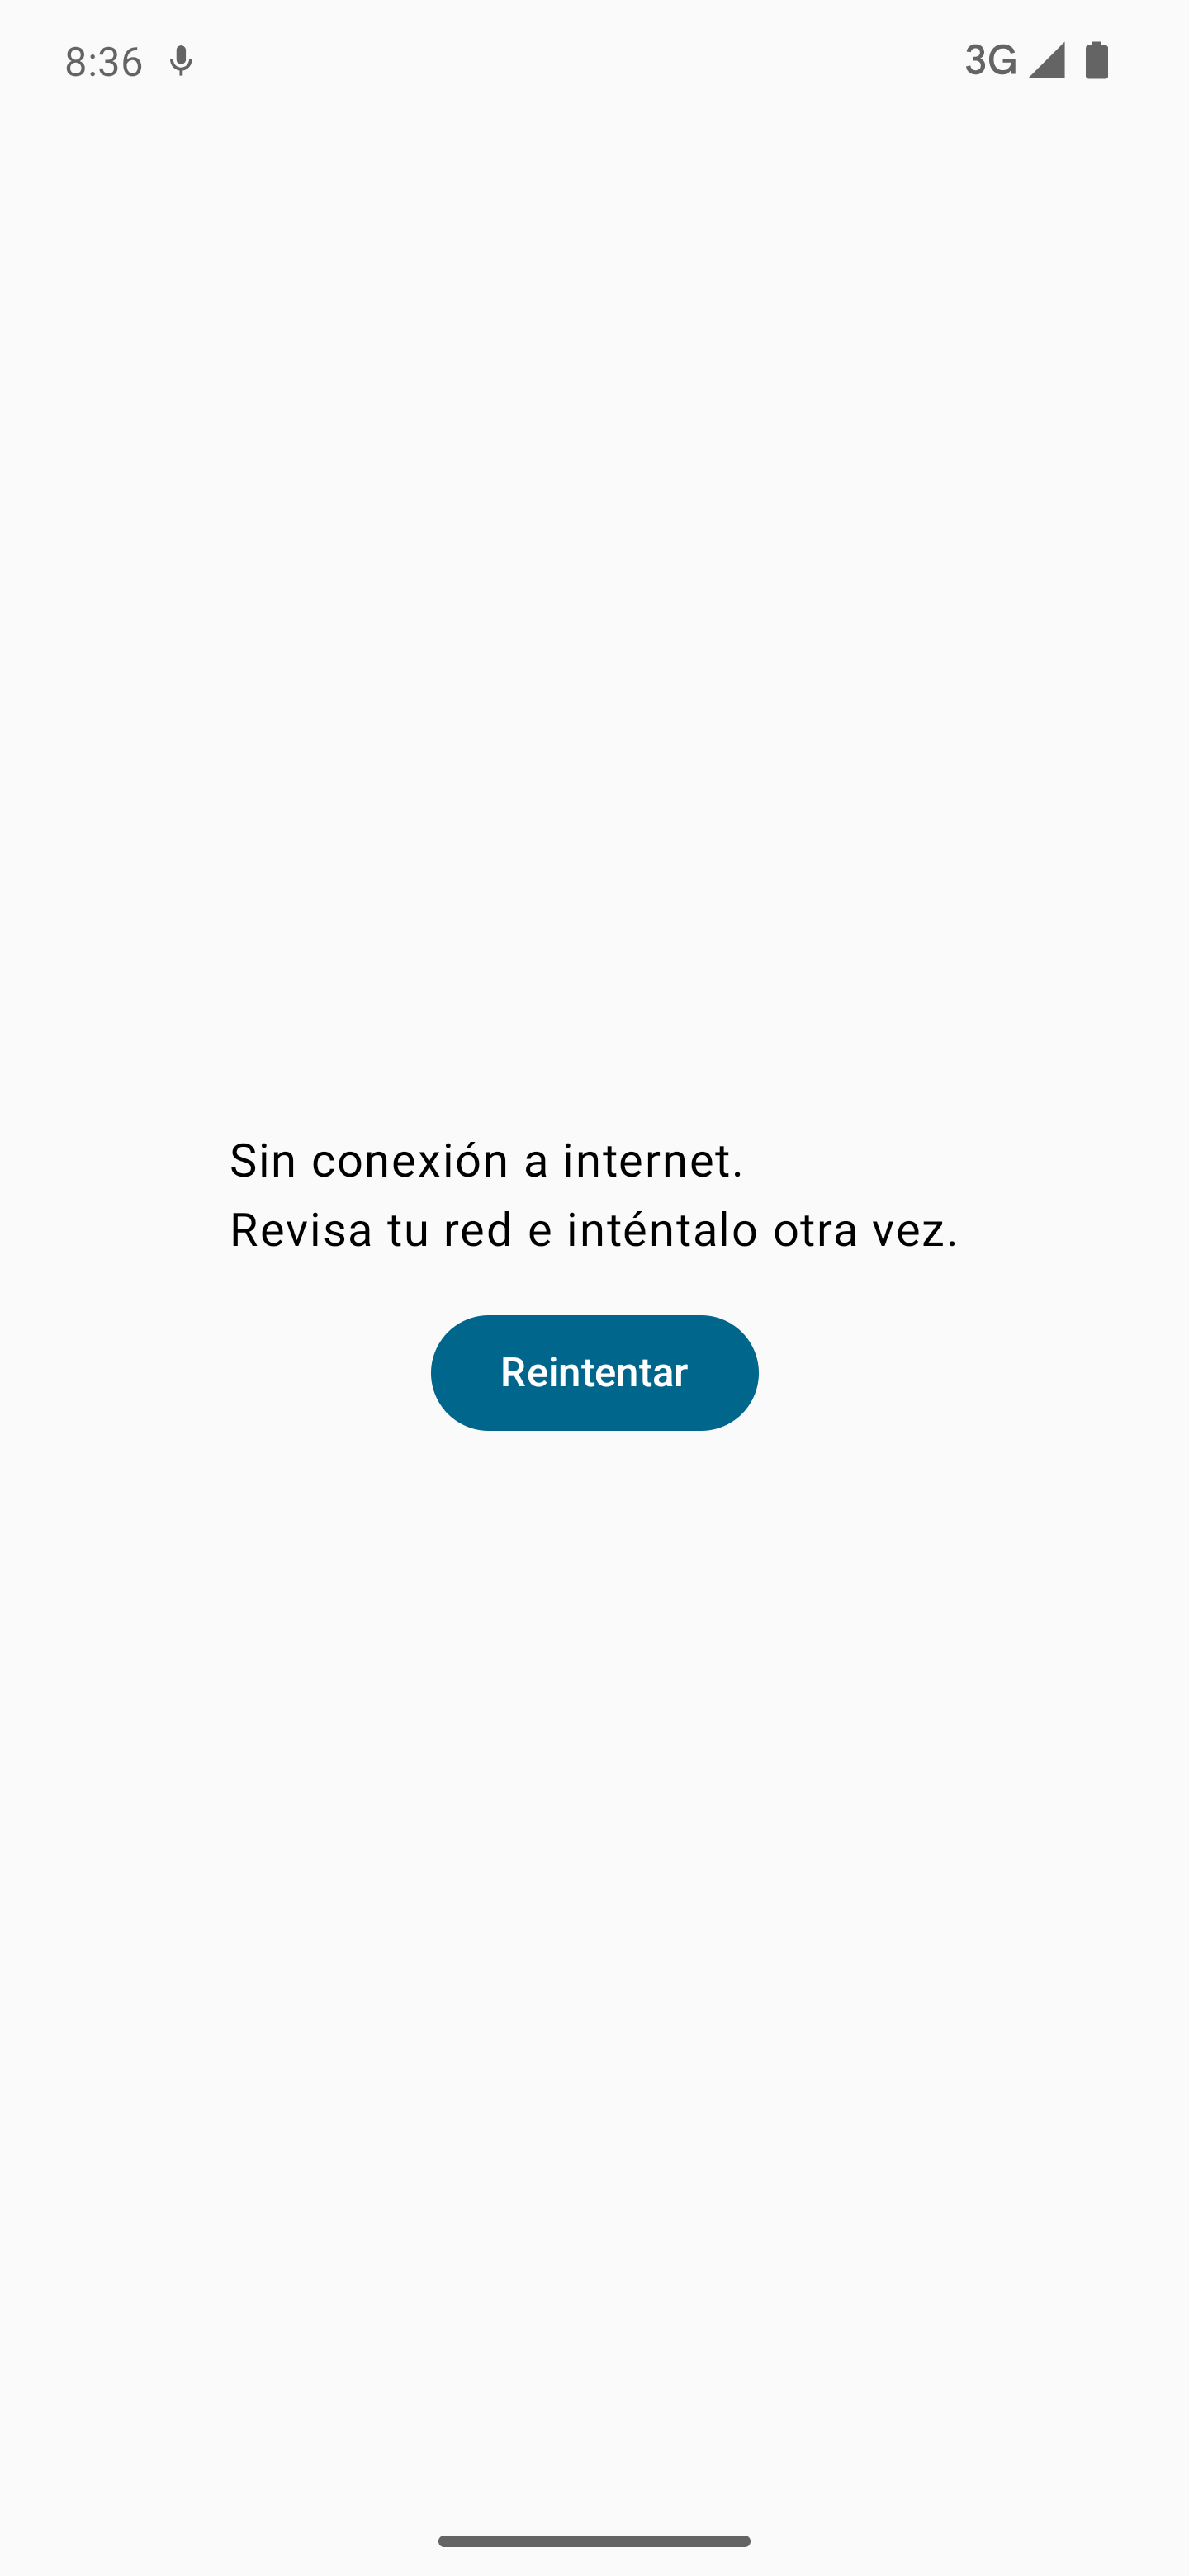 8:36
3G
Sin conexión a internet.
Revisa tu red e inténtalo otra vez.
Reintentar